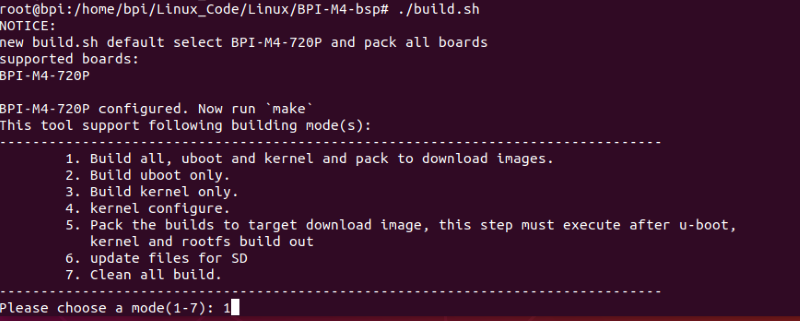 root@bpi:/home/bpi/Linux_Code/Linux/BPI-M4-bsp# ./build.sh
NOTICE:
new build.sh default select BPI-M4-720P and pack all boards
supported boards:
BPI-M4-720P
BPI-M4-720P configured. Now run `make`
This tool support following building mode(s):
--------------------------------------------------------------------------------
1. Build all, uboot and kernel and pack to download images.
2. Build uboot only.
3. Build kernel only.
4. kernel configure.
5. Pack the builds to target download image, this step must execute after u-boot,
kernel and rootfs build out
6. update files for SD
7. Clean all build.
--------------------------------------------------------------------------------
Please choose a mode(1-7): 1